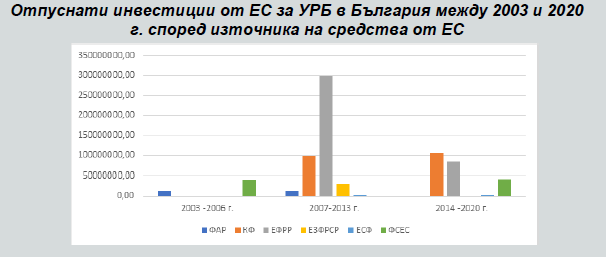 Отпуснати инвестиции от ЕС за УРБ в България между 2003 и 2020
г. според източника на средства от ЕС
350000000,00
300000000,00
250000000,00
200000000,00
150000000,00
100000000,00
50000000,00
0,00
2003 -2006 г. 2007-2013 г. 2014 -2020 г.
ФАР КФ ЕФРР ЕЗФРСР ЕСФ ФСЕС